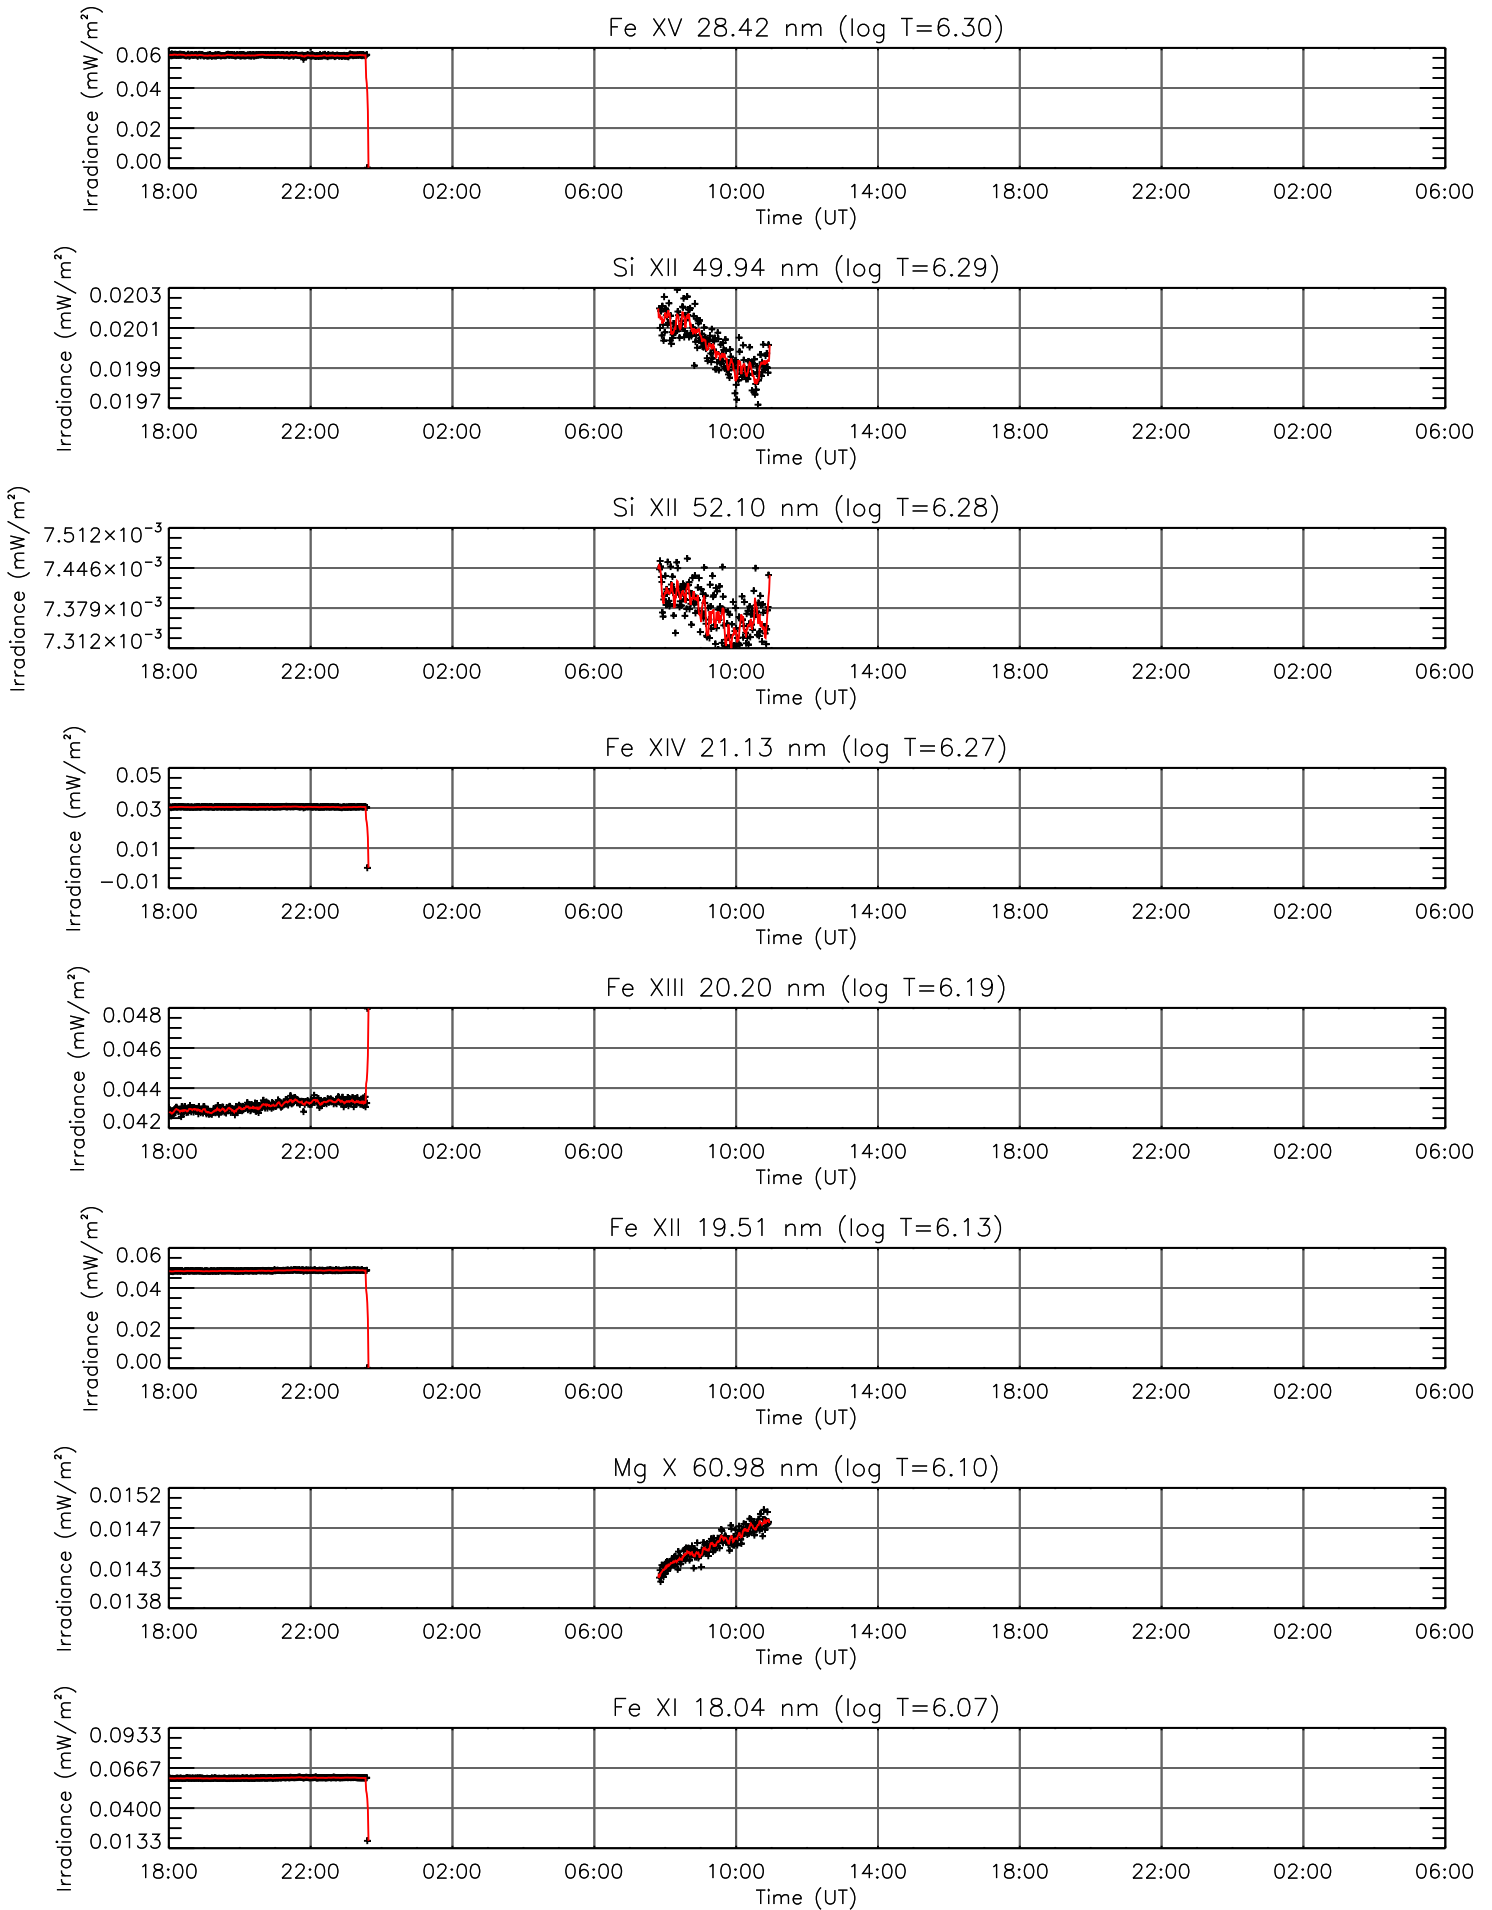 Fe XV 28.42 nm (log T=6.30)
Irradiance (mW/m²)
0.06
0.04
0.02
0.00
18:00 22:00 02:00 06:00 10:00 14:00 18:00 22:00 02:00 06:00
Time (UT)
Si XII 49.94 nm (log T=6.29)
Irradiance (mW/m²)
0.0203
0.0201
0.0199
0.0197
18:00 22:00 02:00 06:00 10:00 14:00 18:00 22:00 02:00 06:00
Time (UT)
Si XII 52.10 nm (log T=6.28)
Irradiance (mW/m²)
7.512×10⁻³
7.446×10⁻³
7.379×10⁻³
7.312×10⁻³
18:00 22:00 02:00 06:00 10:00 14:00 18:00 22:00 02:00 06:00
Time (UT)
Fe XIV 21.13 nm (log T=6.27)
Irradiance (mW/m²)
0.05
0.03
0.01
−0.01
18:00 22:00 02:00 06:00 10:00 14:00 18:00 22:00 02:00 06:00
Time (UT)
Fe XIII 20.20 nm (log T=6.19)
Irradiance (mW/m²)
0.048
0.046
0.044
0.042
18:00 22:00 02:00 06:00 10:00 14:00 18:00 22:00 02:00 06:00
Time (UT)
Fe XII 19.51 nm (log T=6.13)
Irradiance (mW/m²)
0.06
0.04
0.02
0.00
18:00 22:00 02:00 06:00 10:00 14:00 18:00 22:00 02:00 06:00
Time (UT)
Mg X 60.98 nm (log T=6.10)
Irradiance (mW/m²)
0.0152
0.0147
0.0143
0.0138
18:00 22:00 02:00 06:00 10:00 14:00 18:00 22:00 02:00 06:00
Time (UT)
Fe XI 18.04 nm (log T=6.07)
Irradiance (mW/m²)
0.0933
0.0667
0.0400
0.0133
18:00 22:00 02:00 06:00 10:00 14:00 18:00 22:00 02:00 06:00
Time (UT)